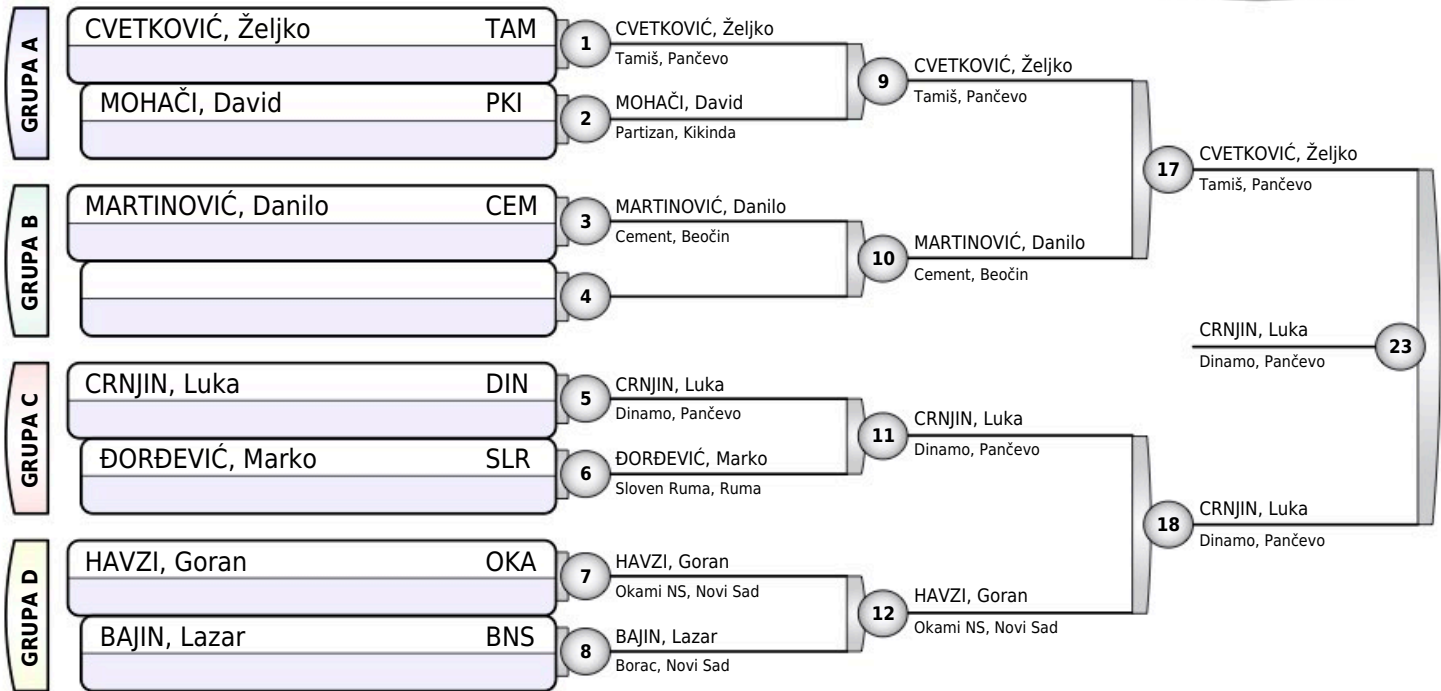 GRUPA A
CVETKOVIĆ, Željko TAM
MOHAČI, David PKI
1
CVETKOVIĆ, Željko
Tamiš, Pančevo
2
MOHAČI, David
Partizan, Kikinda
9
CVETKOVIĆ, Željko
Tamiš, Pančevo
GRUPA B
MARTINOVIĆ, Danilo CEM
3
MARTINOVIĆ, Danilo
Cement, Beočin
4
10
MARTINOVIĆ, Danilo
Cement, Beočin
17
CVETKOVIĆ, Željko
Tamiš, Pančevo
GRUPA C
CRNJIN, Luka DIN
ĐORĐEVIĆ, Marko SLR
5
CRNJIN, Luka
Dinamo, Pančevo
6
ĐORĐEVIĆ, Marko
Sloven Ruma, Ruma
11
CRNJIN, Luka
Dinamo, Pančevo
GRUPA D
HAVZI, Goran OKA
BAJIN, Lazar BNS
7
HAVZI, Goran
Okami NS, Novi Sad
8
BAJIN, Lazar
Borac, Novi Sad
12
HAVZI, Goran
Okami NS, Novi Sad
18
CRNJIN, Luka
Dinamo, Pančevo
CRNJIN, Luka
Dinamo, Pančevo
23